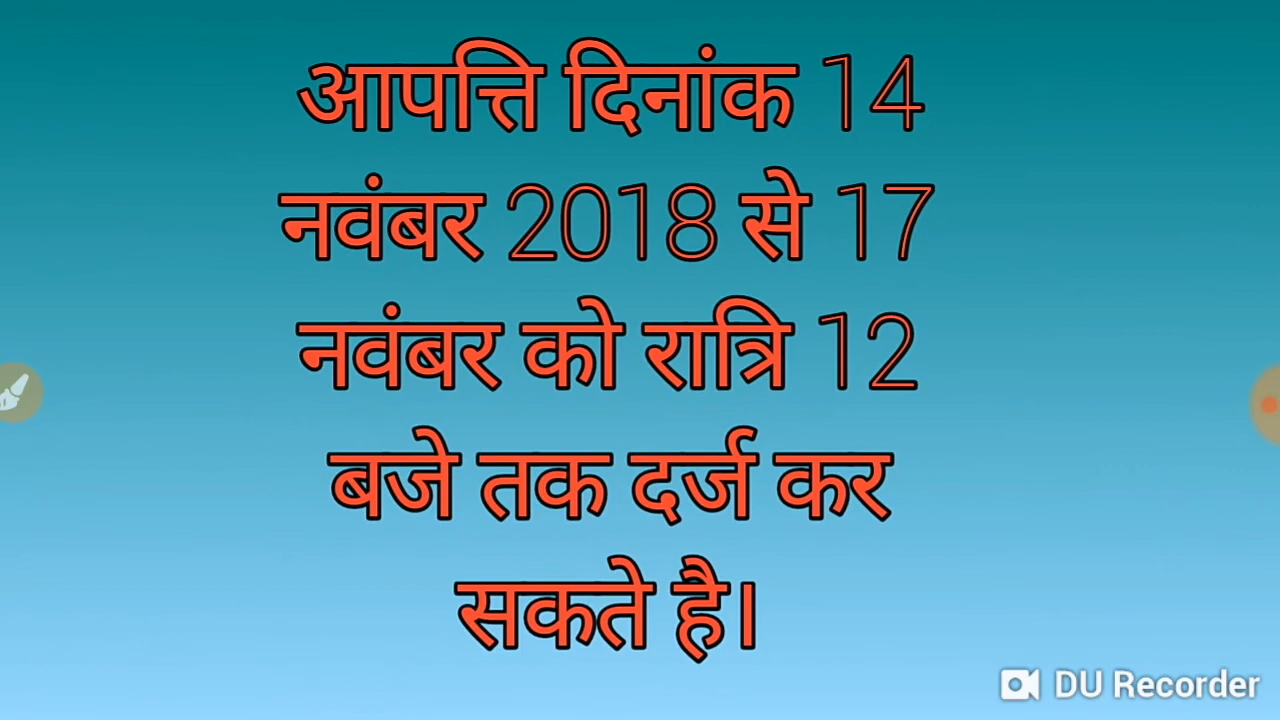 आपत्ति दिनांक 14
नवंबर 2018 से 17
नवंबर को रात्रि 12
बजे तक दर्ज कर
सकते है।
DU Recorder